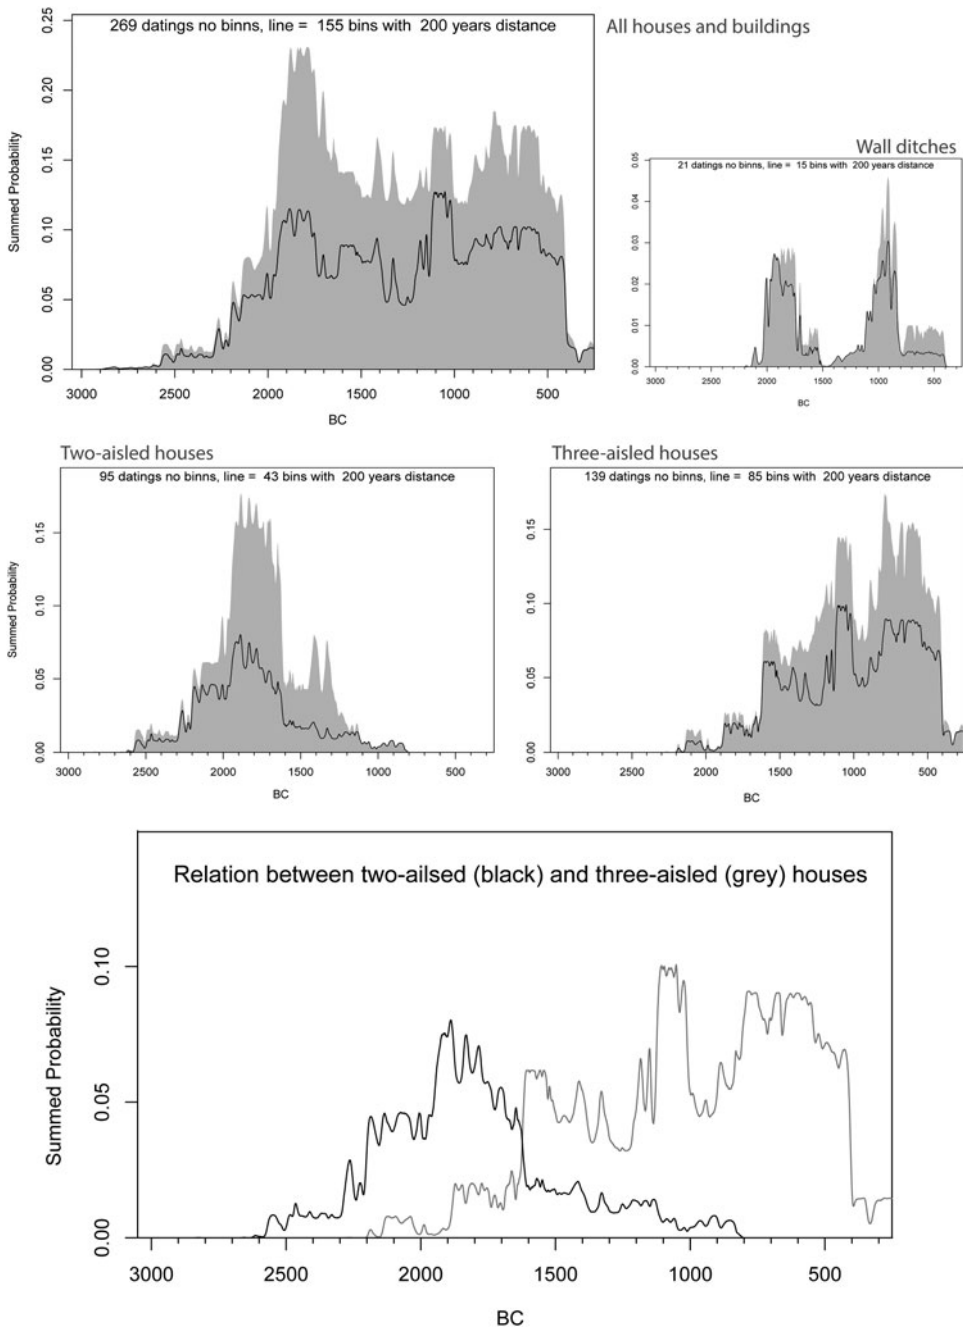 269 datings no binns, line = 155 bins with 200 years distance
All houses and buildings
0.25
0.20
0.15
0.10
0.05
0.00
Summed Probability
3000 2500 2000 1500 1000 500
BC
Wall ditches
21 datings no binns, line = 15 bins with 200 years distance
0.05
0.04
0.03
0.02
0.01
0.00
3000 2500 2000 1500 1000 500
BC
Two-aisled houses
95 datings no binns, line = 43 bins with 200 years distance
0.15
0.10
0.05
0.00
Summed Probability
3000 2500 2000 1500 1000 500
BC
Three-aisled houses
139 datings no binns, line = 85 bins with 200 years distance
0.15
0.10
0.05
0.00
3000 2500 2000 1500 1000 500
BC
Relation between two-ailsed (black) and three-aisled (grey) houses
0.10
0.05
0.00
Summed Probability
3000 2500 2000 1500 1000 500
BC